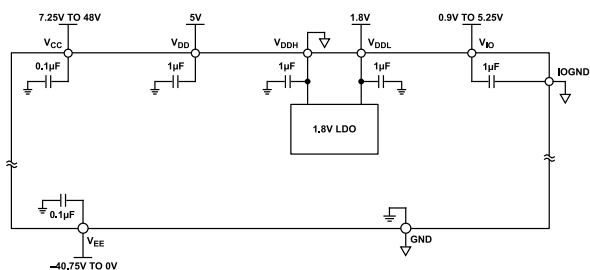 7.25V TO 48V
5V
1.8V
0.9V TO 5.25V
VCC
VDD
VDDH
VDDL
VIO
0.1µF
1µF
1µF
1µF
1µF
IOGND
1.8V LDO
0.1µF
VEE
GND
–40.75V TO 0V